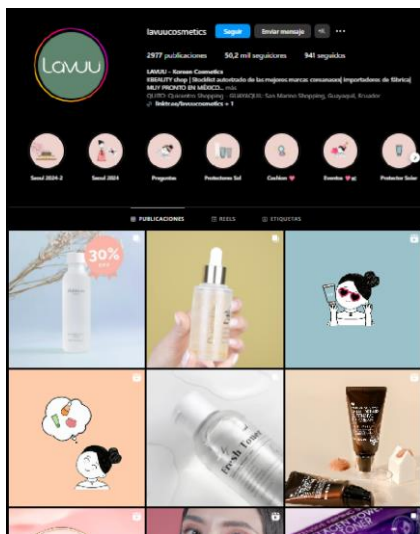 lavuucosmetics Seguir Enviar mensaje
2977 publicaciones 50,2 mil seguidores 941 seguidos
LAVUU - Korean Cosmetics
KBEAUTY shop | Stocklist autorizado de las mejores marcas coreanas| importadores de fábrica|
MUY PRONTO EN MÉXICO... más
QUITO: Quicentro Shopping - GUAYAQUIL: San Marino Shopping, Guayaquil, Ecuador
linktr.ee/lavuucosmetics + 1
Lavuu
Seoul 2024-2 Seoul 2024 Preguntas Protectores Sol Cushion Eventos Protector Solar
PUBLICACIONES REELS ETIQUETAS
30%
Fresh Toner
TONER